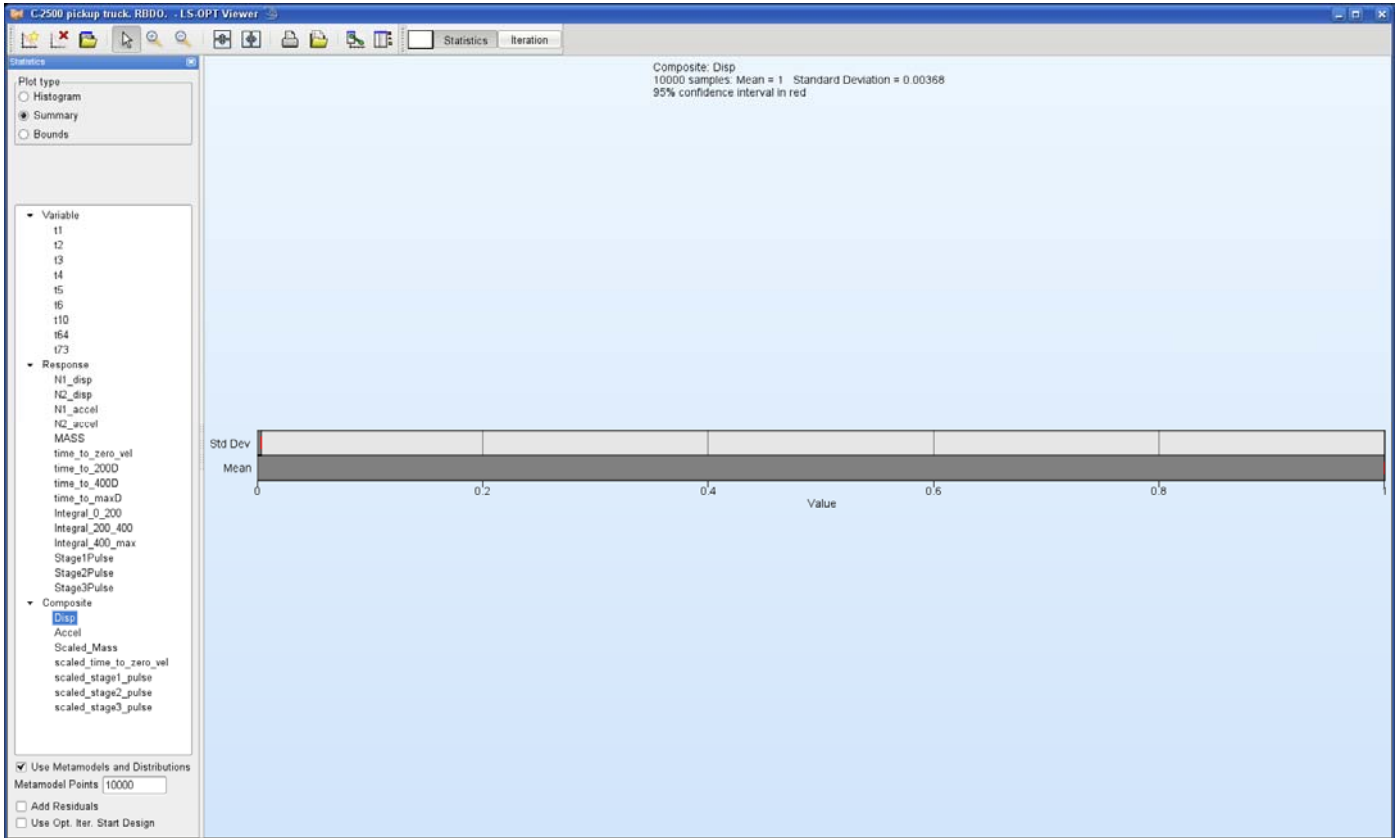 C-2500 pickup truck. RBDO. - LS-OPT Viewer
Statistics Iteration
Statistics
Plot type
Histogram
Summary
Bounds
Variable
t1
t2
t3
t4
t5
t6
t10
t64
t73
Response
N1_disp
N2_disp
N1_accel
N2_accel
MASS
time_to_zero_vel
time_to_200D
time_to_400D
time_to_maxD
Integral_0_200
Integral_200_400
Integral_400_max
Stage1Pulse
Stage2Pulse
Stage3Pulse
Composite
Disp
Accel
Scaled_Mass
scaled_time_to_zero_vel
scaled_stage1_pulse
scaled_stage2_pulse
scaled_stage3_pulse
Use Metamodels and Distributions
Metamodel Points 10000
Add Residuals
Use Opt. Iter. Start Design
Composite: Disp
10000 samples: Mean = 1 Standard Deviation = 0.00368
95% confidence interval in red
Std Dev
Mean
0 0.2 0.4 0.6 0.8 1
Value